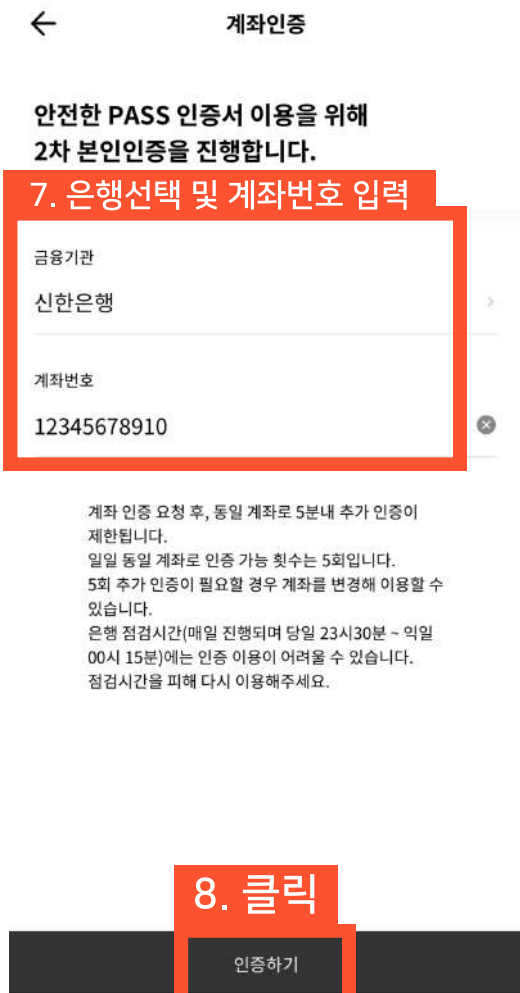 계좌인증
안전한 PASS 인증서 이용을 위해
2차 본인인증을 진행합니다.
7. 은행선택 및 계좌번호 입력
금융기관
신한은행
계좌번호
12345678910
계좌 인증 요청 후, 동일 계좌로 5분내 추가 인증이
제한됩니다.
일일 동일 계좌로 인증 가능 횟수는 5회입니다.
5회 추가 인증이 필요할 경우 계좌를 변경해 이용할 수
있습니다.
은행 점검시간(매일 진행되며 당일 23시30분 ~ 익일
00시 15분)에는 인증 이용이 어려울 수 있습니다.
점검시간을 피해 다시 이용해주세요.
8. 클릭
인증하기